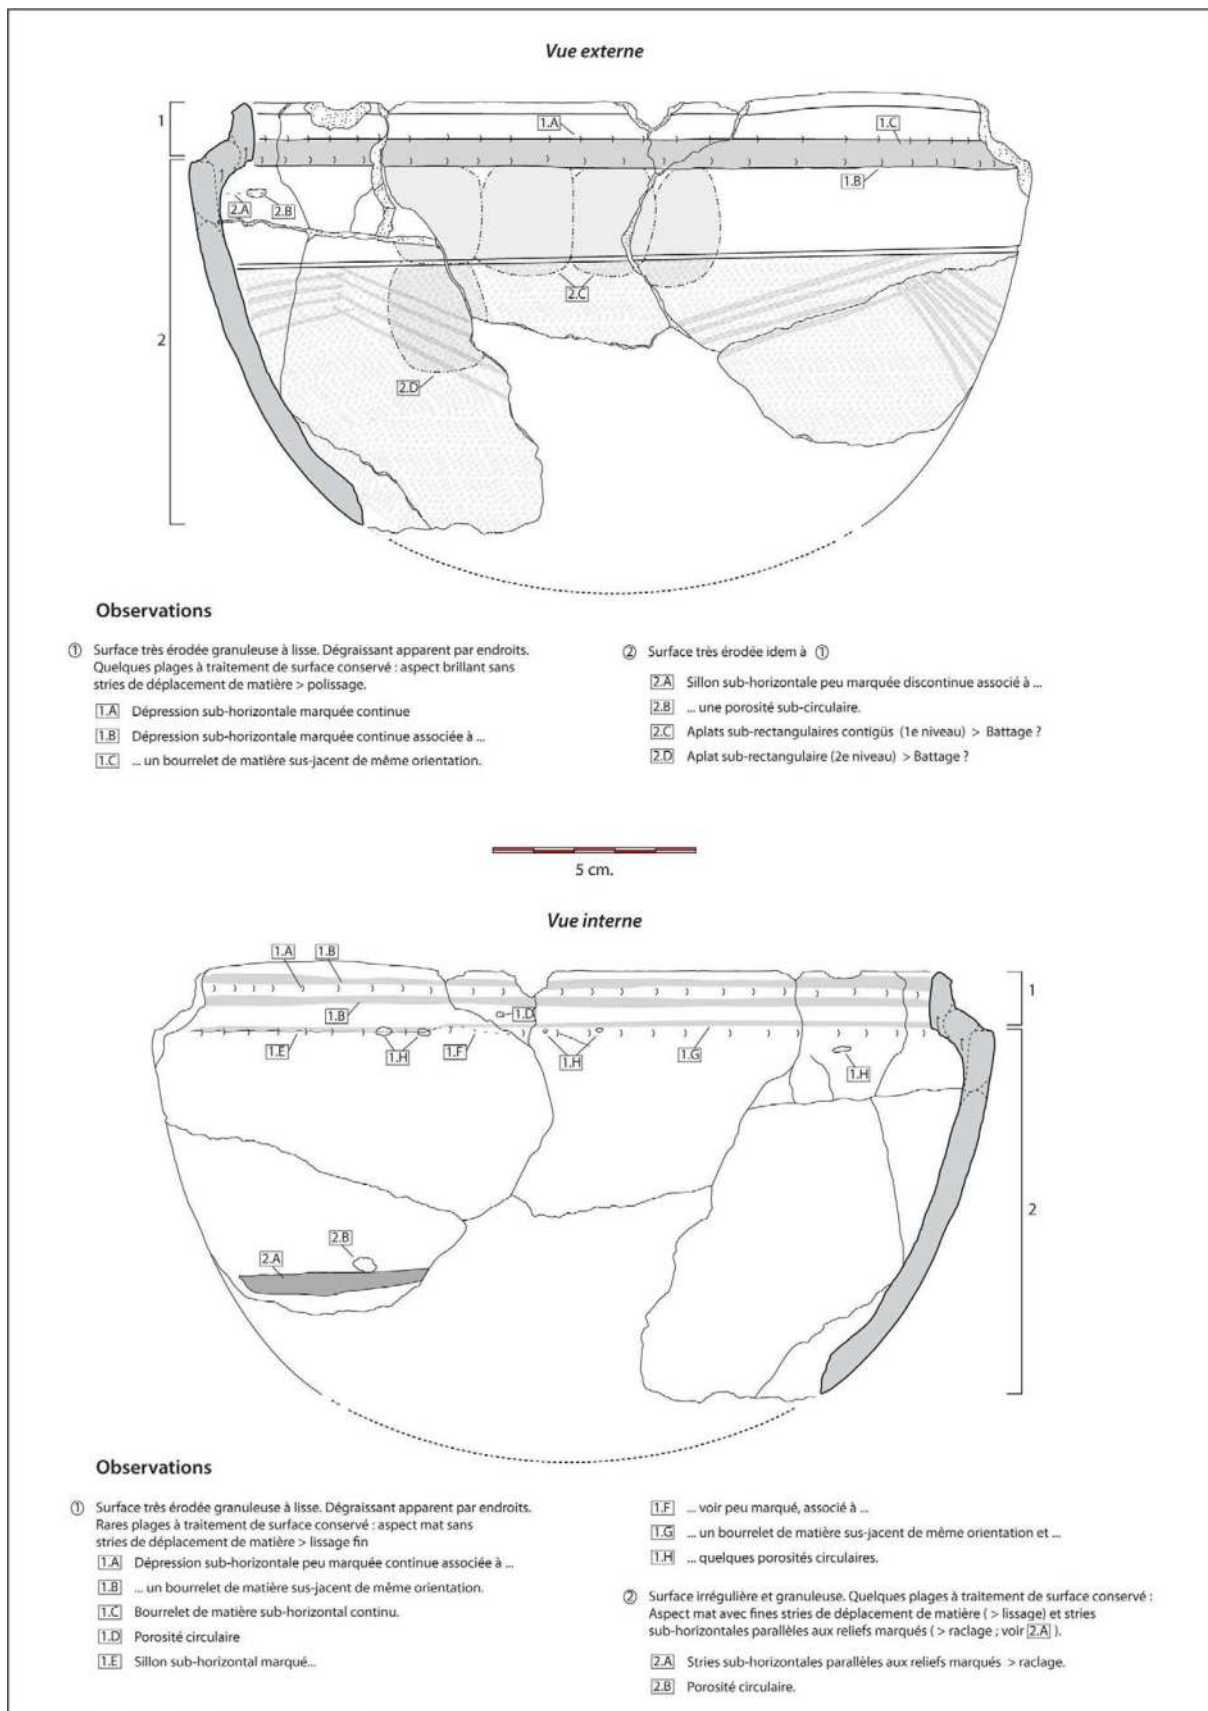 Vue externe
1
1.A
1.C
1.B
2.A
2.B
2.C
2
2.D
Observations
① Surface très érodée granuleuse à lisse. Dégraissant apparent par endroits.
Quelques plages à traitement de surface conservé : aspect brillant sans
stries de déplacement de matière > polissage.
1.A Dépression sub-horizontale marquée continue
1.B Dépression sub-horizontale marquée continue associée à ...
1.C ... un bourrelet de matière sus-jacent de même orientation.
② Surface très érodée idem à ①
2.A Sillon sub-horizontale peu marquée discontinue associé à ...
2.B ... une porosité sub-circulaire.
2.C Aplats sub-rectangulaires contigüs (1e niveau) > Battage ?
2.D Aplat sub-rectangulaire (2e niveau) > Battage ?
5 cm.
Vue interne
1.A
1.B
1
1.B
1.D
1.E
1.H
1.F
1.H
1.G
1.H
2
2.B
2.A
Observations
① Surface très érodée granuleuse à lisse. Dégraissant apparent par endroits.
Rares plages à traitement de surface conservé : aspect mat sans
stries de déplacement de matière > lissage fin
1.A Dépression sub-horizontale peu marquée continue associée à ...
1.B ... un bourrelet de matière sus-jacent de même orientation.
1.C Bourrelet de matière sub-horizontal continu.
1.D Porosité circulaire
1.E Sillon sub-horizontal marqué...
1.F ... voir peu marqué, associé à ...
1.G ... un bourrelet de matière sus-jacent de même orientation et ...
1.H ... quelques porosités circulaires.
② Surface irrégulière et granuleuse. Quelques plages à traitement de surface conservé :
Aspect mat avec fines stries de déplacement de matière ( > lissage) et stries
sub-horizontales parallèles aux reliefs marqués ( > raclage ; voir 2.A ).
2.A Stries sub-horizontales parallèles aux reliefs marqués > raclage.
2.B Porosité circulaire.